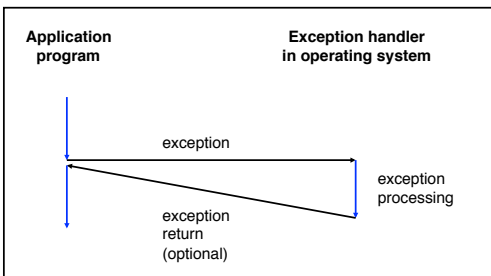 Application
program
Exception handler
in operating system
exception
exception
processing
exception
return
(optional)